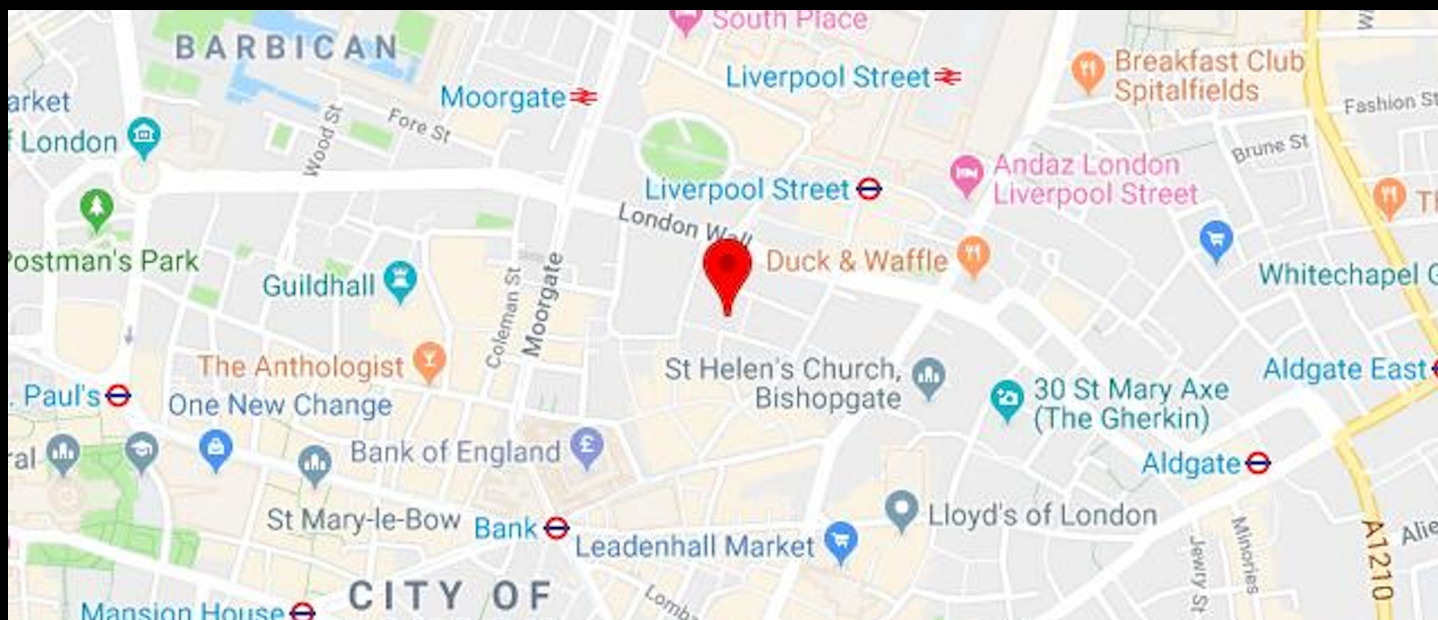 South Place
BARBICAN
Breakfast Club
Spitalfields
Liverpool Street
Moorgate
arket
Fashion St
Fore St
f London
Wood St
Brune St
Andaz London
Liverpool Street
Liverpool Street
London Wall
Postman's Park
Duck & Waffle
Guildhall
Whitechapel G
Coleman St
Moorgate
The Anthologist
St Helen's Church,
Bishopgate
Aldgate East
30 St Mary Axe
(The Gherkin)
. Paul's
One New Change
Bank of England
£
ral
Aldgate
St Mary-le-Bow
Bank
Lloyd's of London
Leadenhall Market
Minories
Jewry St
A1210
Alie
CITY OF
Lomba
Mansion House